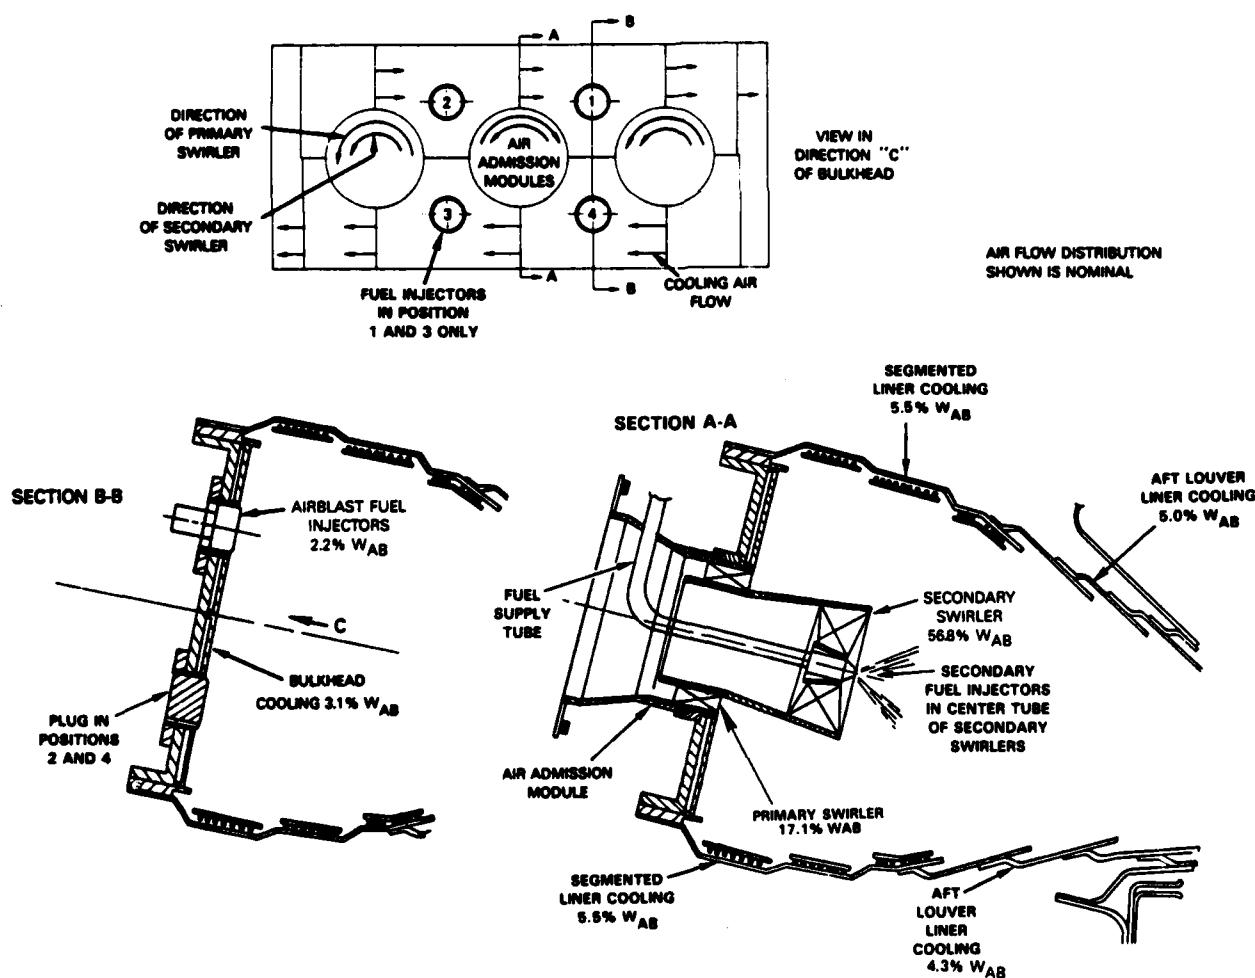 A
B
DIRECTION
OF PRIMARY
SWIRLER
2
1
AIR
ADMISSION
MODULES
VIEW IN
DIRECTION "C"
OF BULKHEAD
DIRECTION
OF SECONDARY
SWIRLER
3
4
A
B
FUEL INJECTORS
IN POSITION
1 AND 3 ONLY
COOLING AIR
FLOW
AIR FLOW DISTRIBUTION
SHOWN IS NOMINAL
SECTION B-B
AIRBLAST FUEL
INJECTORS
2.2% WAB
C
BULKHEAD
COOLING 3.1% WAB
PLUG IN
POSITIONS
2 AND 4
SECTION A-A
SEGMENTED
LINER COOLING
5.5% WAB
AFT LOUVER
LINER COOLING
5.0% WAB
FUEL
SUPPLY
TUBE
SECONDARY
SWIRLER
56.8% WAB
SECONDARY
FUEL INJECTORS
IN CENTER TUBE
OF SECONDARY
SWIRLERS
AIR ADMISSION
MODULE
PRIMARY SWIRLER
17.1% WAB
SEGMENTED
LINER COOLING
5.5% WAB
AFT
LOUVER
LINER
COOLING
4.3% WAB